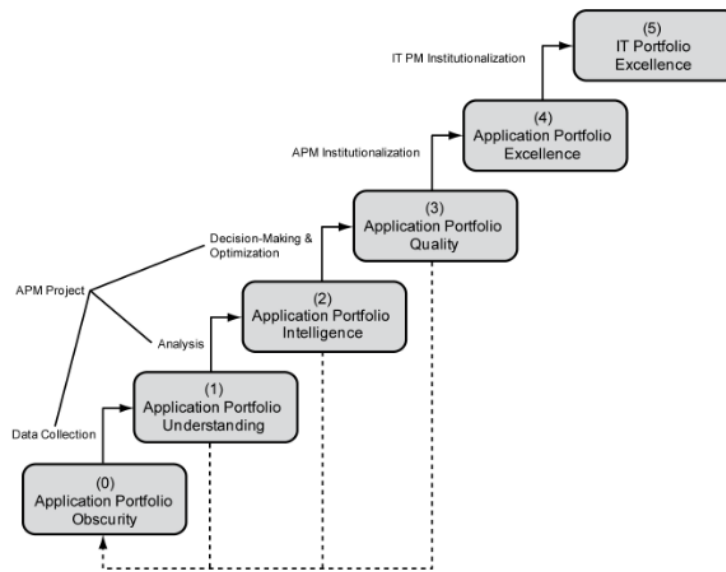 (5)
IT Portfolio
Excellence
IT PM Institutionalization
(4)
Application Portfolio
Excellence
APM Institutionalization
(3)
Application Portfolio
Quality
Decision-Making &
Optimization
APM Project
(2)
Application Portfolio
Intelligence
Analysis
(1)
Application Portfolio
Understanding
Data Collection
(0)
Application Portfolio
Obscurity